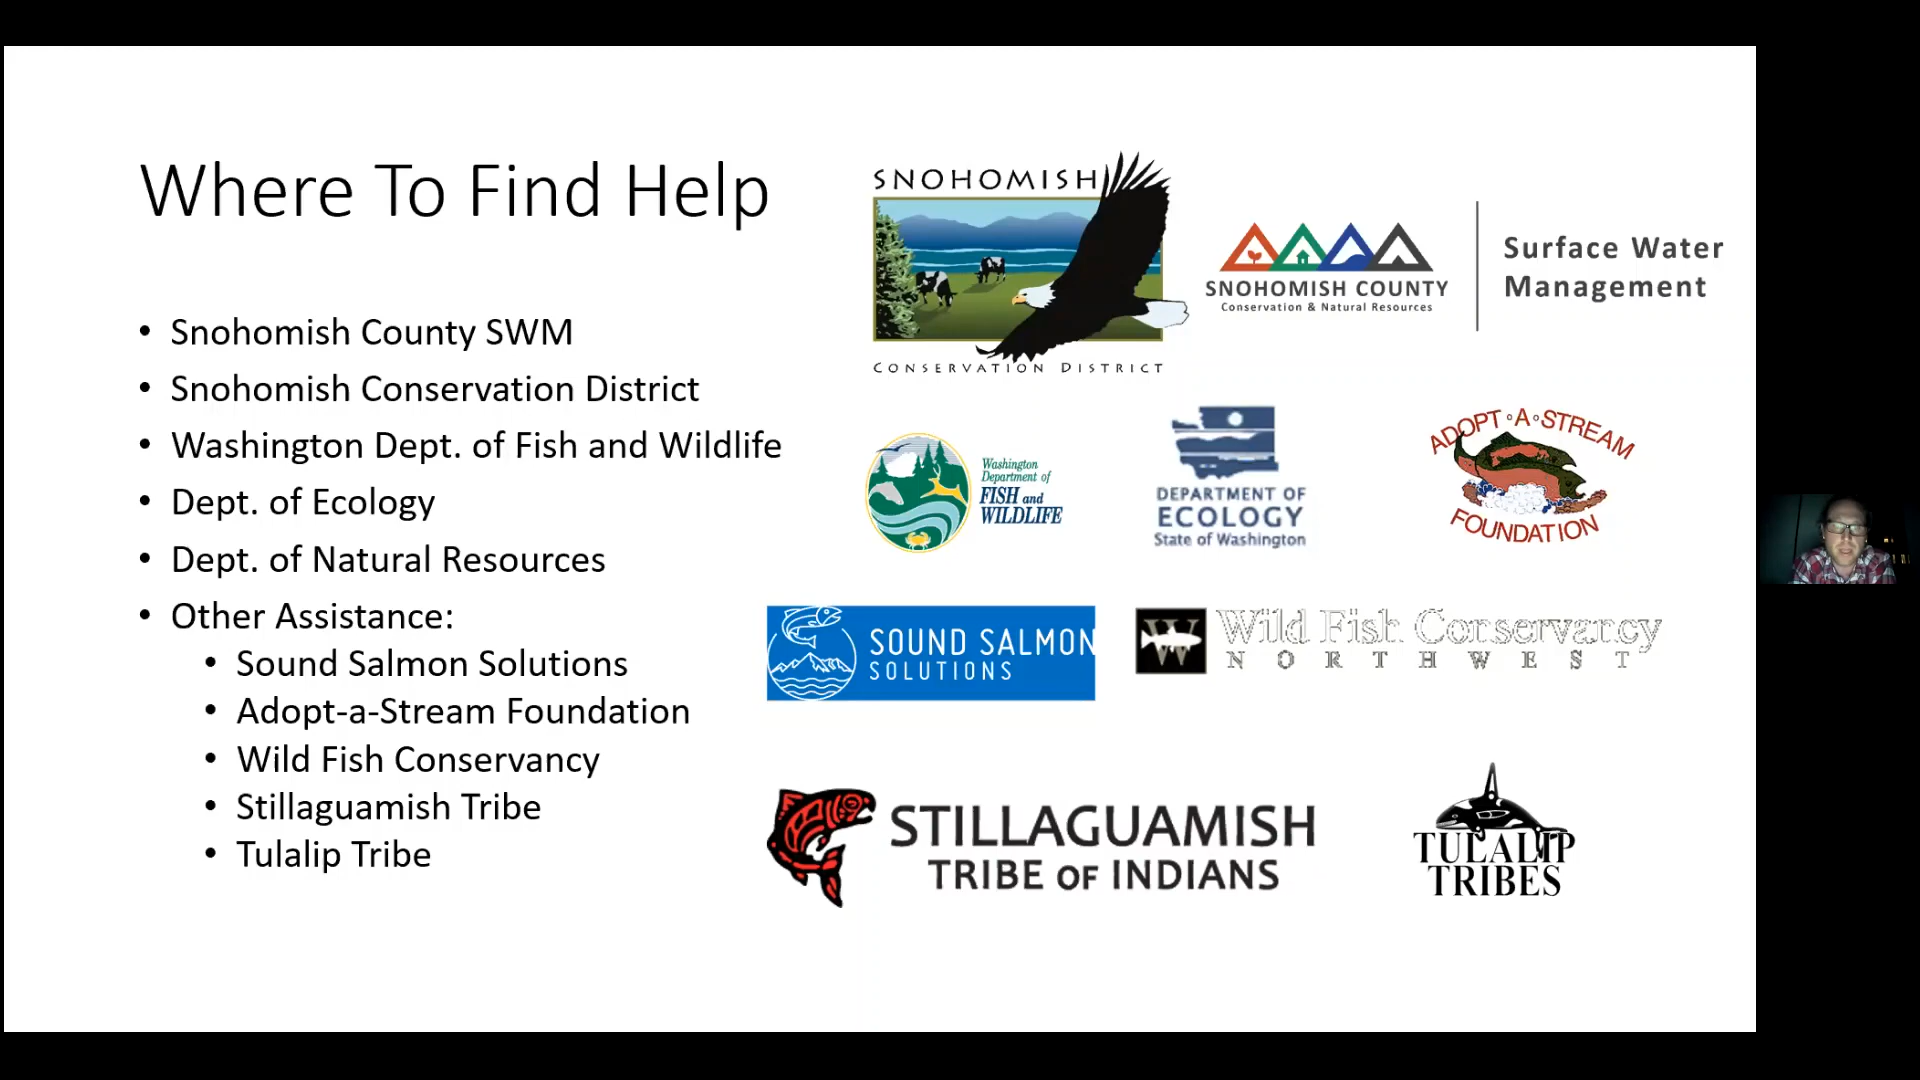 Where To Find Help
• Snohomish County SWM
• Snohomish Conservation District
• Washington Dept. of Fish and Wildlife
• Dept. of Ecology
• Dept. of Natural Resources
• Other Assistance:
• Sound Salmon Solutions
• Adopt-a-Stream Foundation
• Wild Fish Conservancy
• Stillaguamish Tribe
• Tulalip Tribe
SNOHOMISH
CONSERVATION DISTRICT
SNOHOMISH COUNTY
Conservation & Natural Resources
Surface Water
Management
Washington
Department of
FISH and
WILDLIFE
DEPARTMENT OF
ECOLOGY
State of Washington
ADOPT·A·STREAM
FOUNDATION
SOUND SALMON
SOLUTIONS
W
Wild Fish Conservancy
NORTHWEST
STILLAGUAMISH
TRIBE OF INDIANS
TULALIP
TRIBES